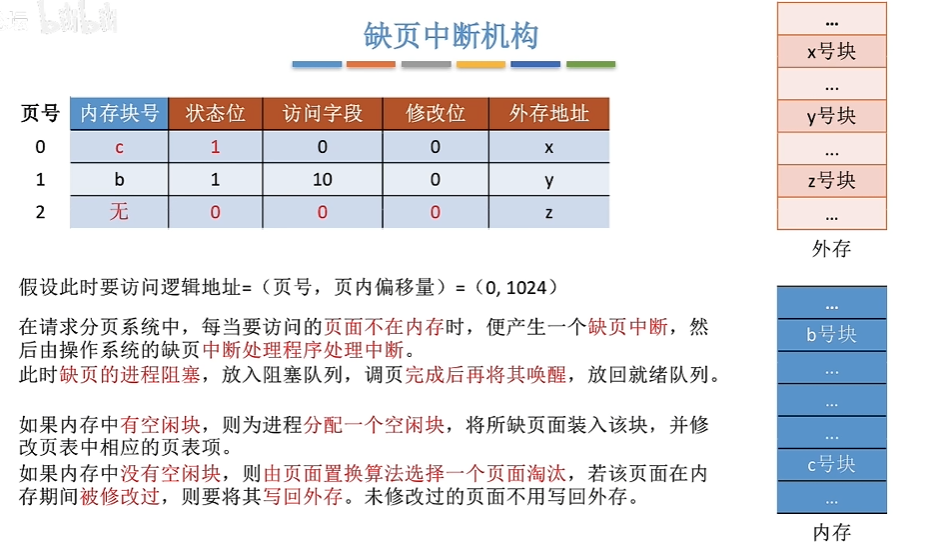 bilibili
缺页中断机构
页号 内存块号 状态位 访问字段 修改位 外存地址
0 c 1 0 0 x
1 b 1 10 0 y
2 无 0 0 0 z
假设此时要访问逻辑地址=（页号，页内偏移量）=（0, 1024）
在请求分页系统中，每当要访问的页面不在内存时，便产生一个缺页中断，然
后由操作系统的缺页中断处理程序处理中断。
此时缺页的进程阻塞，放入阻塞队列，调页完成后再将其唤醒，放回就绪队列。
如果内存中有空闲块，则为进程分配一个空闲块，将所缺页面装入该块，并修
改页表中相应的页表项。
如果内存中没有空闲块，则由页面置换算法选择一个页面淘汰，若该页面在内
存期间被修改过，则要将其写回外存。未修改过的页面不用写回外存。
...
x号块
...
y号块
...
z号块
...
外存
...
b号块
...
...
...
c号块
...
内存